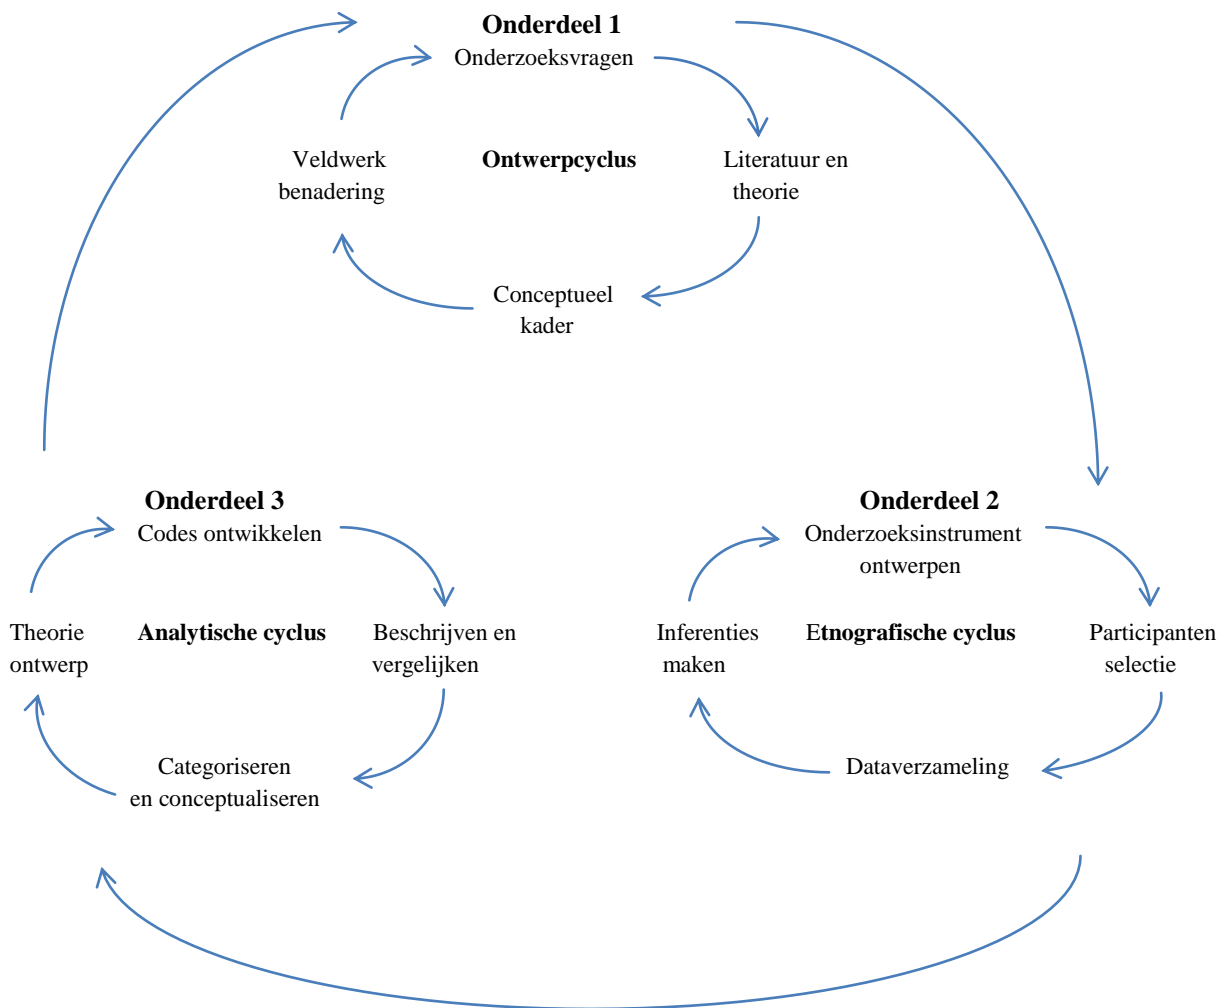 Onderdeel 1
Onderzoeksvragen
Veldwerk
benadering
Ontwerpcyclus
Literatuur en
theorie
Conceptueel
kader
Onderdeel 3
Codes ontwikkelen
Theorie
ontwerp
Analytische cyclus
Beschrijven en
vergelijken
Categoriseren
en conceptualiseren
Onderdeel 2
Onderzoeksinstrument
ontwerpen
Inferenties
maken
Etnografische cyclus
Participanten
selectie
Dataverzameling